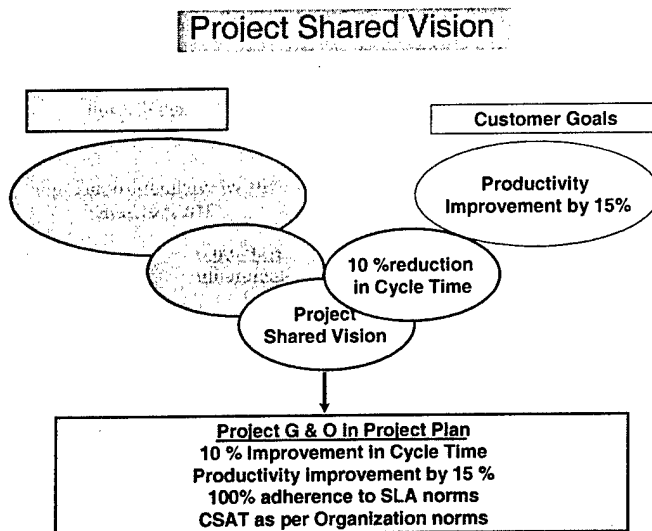 Project Shared Vision
Customer Goals
Productivity
Improvement by 15%
10 %reduction
in Cycle Time
Project
Shared Vision
Project G & O in Project Plan
10 % Improvement in Cycle Time
Productivity improvement by 15 %
100% adherence to SLA norms
CSAT as per Organization norms